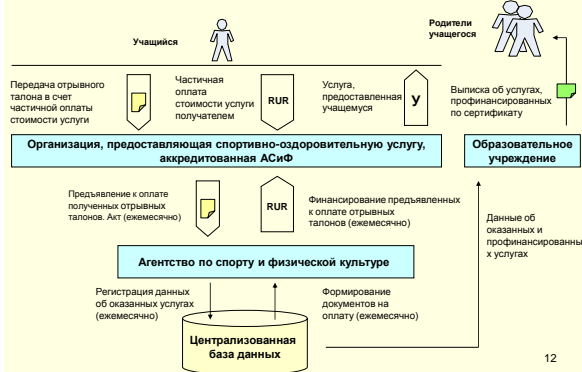 Учащийся
Родители
учащегося
Передача отрывного
талона в счет
частичной оплаты
стоимости услуги
Частичная
оплата
стоимости услуги
получателем
RUR
Услуга,
предоставленная
учащемуся
У
Выписка об услугах,
профинансированных
по сертификату
Организация, предоставляющая спортивно-оздоровительную услугу,
аккредитованная АСиФ
Образовательное
учреждение
Предъявление к оплате
полученных отрывных
талонов. Акт (ежемесячно)
RUR
Финансирование предъявленных
к оплате отрывных
талонов (ежемесячно)
Данные об
оказанных и
профинансированны
х услугах
Агентство по спорту и физической культуре
Регистрация данных
об оказанных услугах
(ежемесячно)
Формирование
документов на
оплату (ежемесячно)
Централизованная
база данных
12